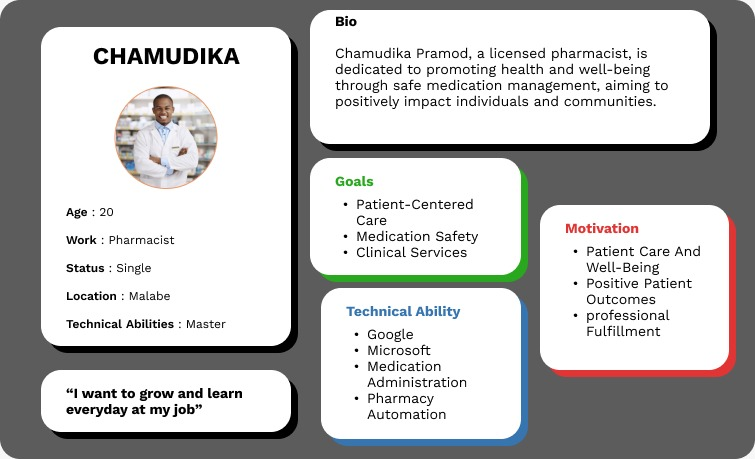 CHAMUDIKA
Age : 20
Work : Pharmacist
Status : Single
Location : Malabe
Technical Abilities : Master
“I want to grow and learn
everyday at my job”
Bio
Chamudika Pramod, a licensed pharmacist, is
dedicated to promoting health and well-being
through safe medication management, aiming to
positively impact individuals and communities.
Goals
• Patient-Centered
Care
• Medication Safety
• Clinical Services
Technical Ability
• Google
• Microsoft
• Medication
Administration
• Pharmacy
Automation
Motivation
• Patient Care And
Well-Being
• Positive Patient
Outcomes
• professional
Fulfillment